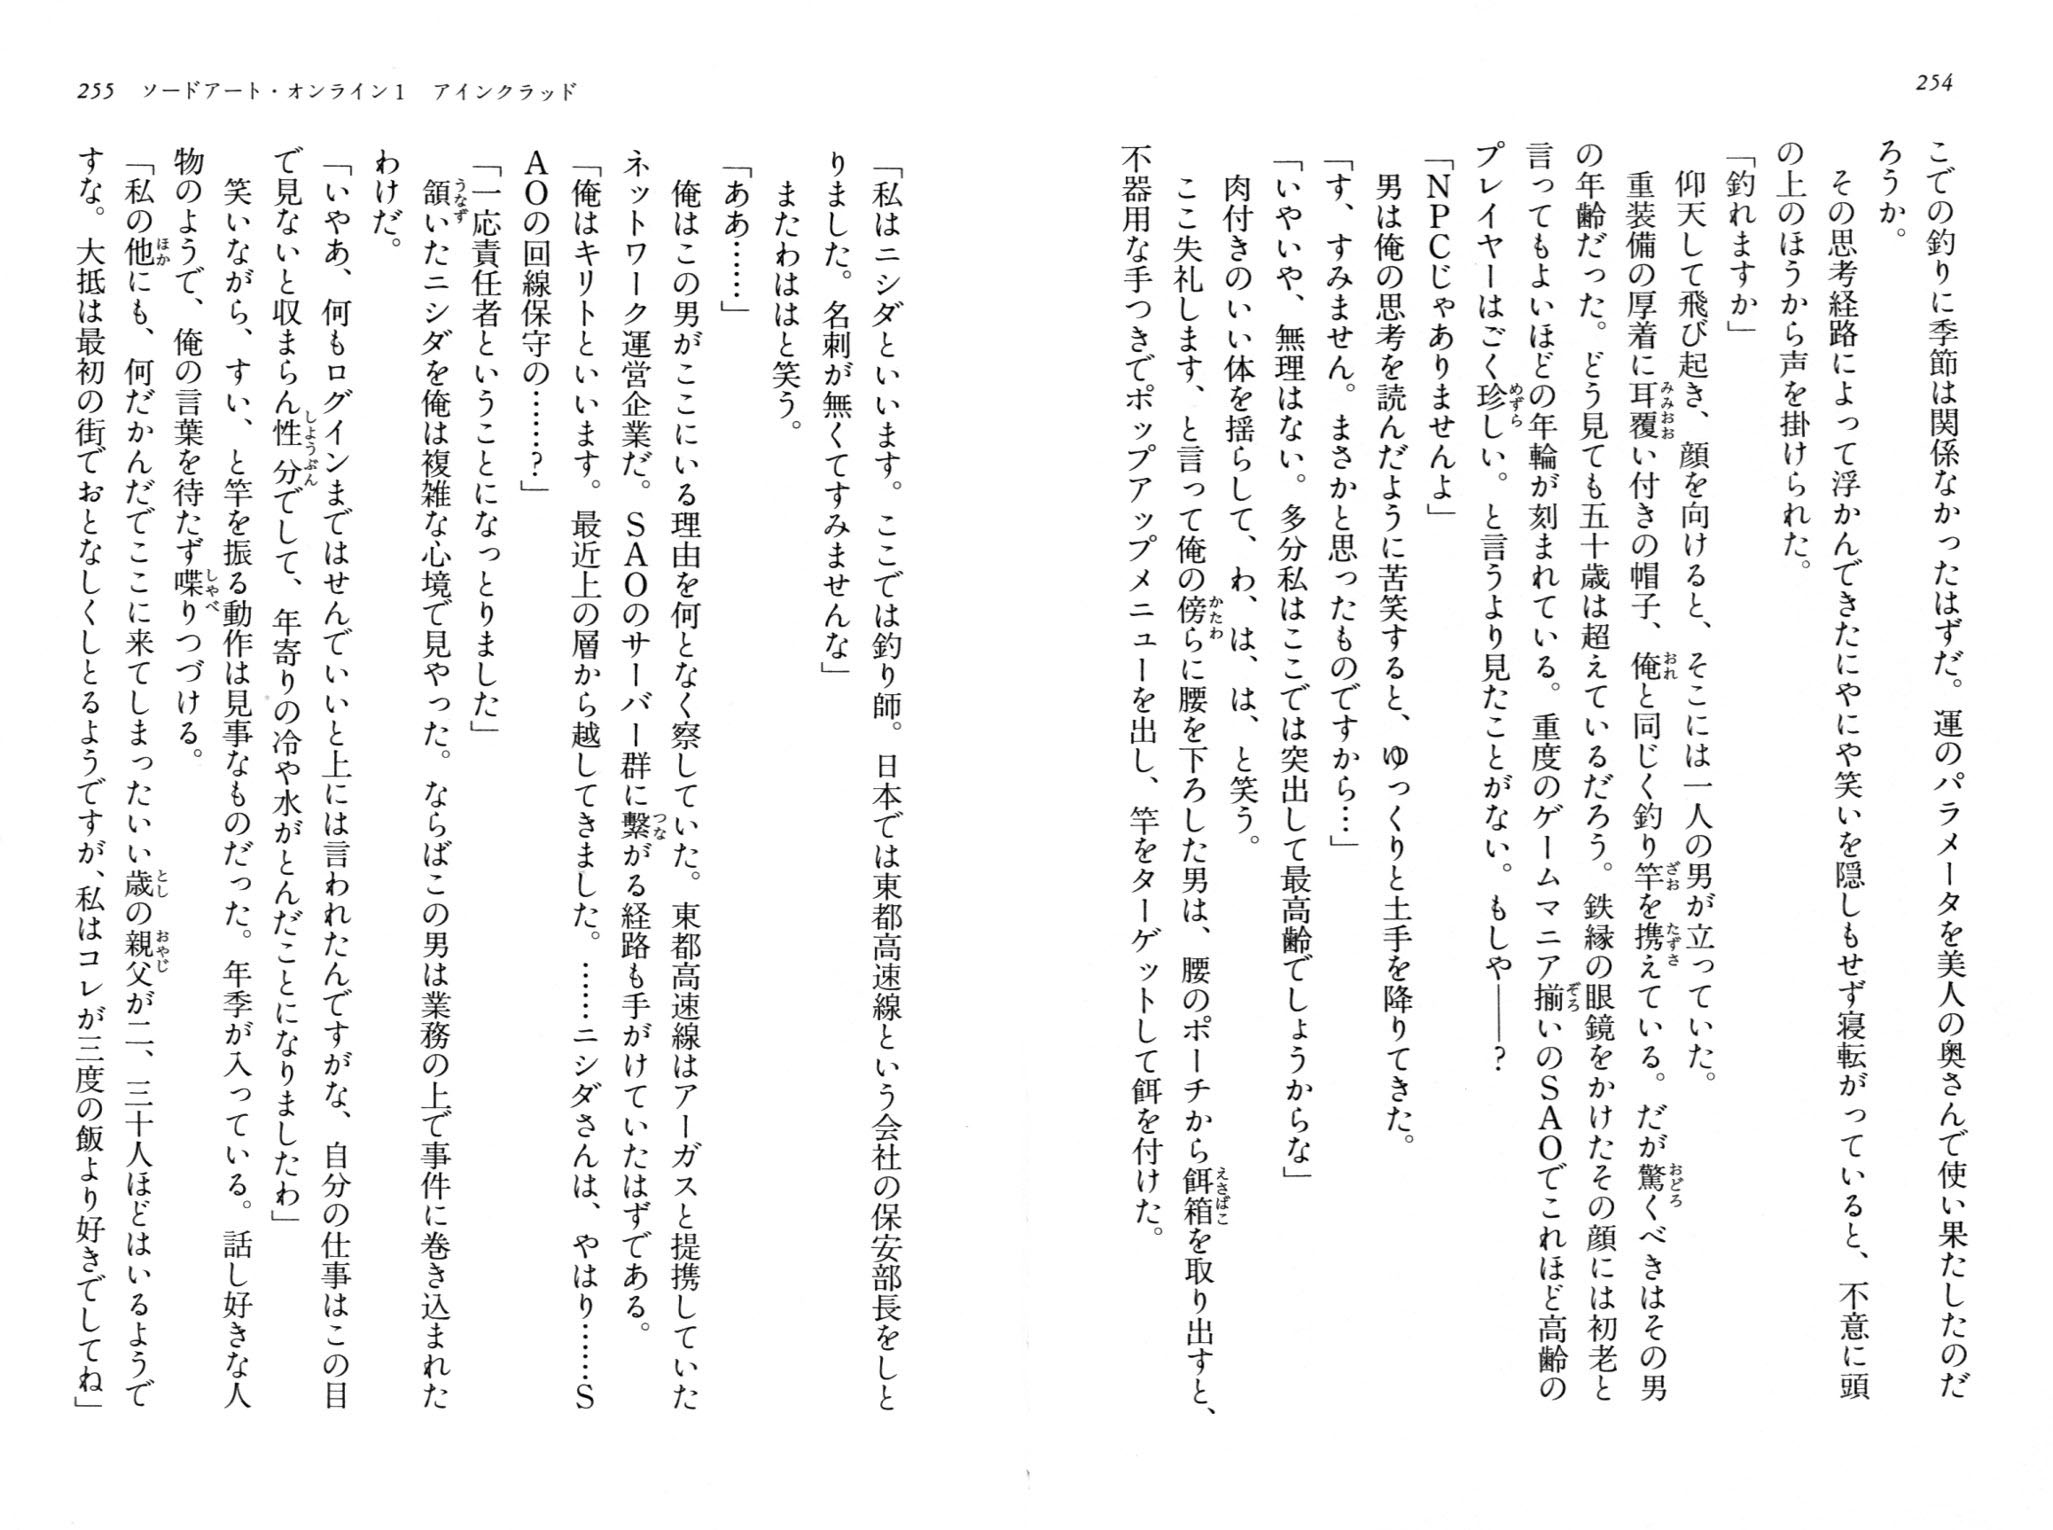 254
こでの釣りに季節は関係なかったはずだ。運のパラメータを美人の奥さんで使い果たしたのだ
ろうか。
その思考経路によって浮かんできたにやにや笑いを隠しもせず寝転がっていると、不意に頭
の上のほうから声を掛けられた。
「釣れますか」
仰天して飛び起き、顔を向けると、そこには一人の男が立っていた。
重装備の厚着に耳覆い付きの帽子、俺と同じく釣り竿を携えている。だが驚くべきはその男
の年齢だった。どう見ても五十歳は超えているだろう。鉄縁の眼鏡をかけたその顔には初老と
言ってもよいほどの年輪が刻まれている。重度のゲームマニア揃いのSAOでこれほど高齢の
プレイヤーはごく珍しい。と言うより見たことがない。もしや――?
「NPCじゃありませんよ」
男は俺の思考を読んだように苦笑すると、ゆっくりと土手を降りてきた。
「す、すみません。まさかと思ったものですから…」
「いやいや、無理はない。多分私はここでは突出して最高齢でしょうからな」
肉付きのいい体を揺らして、わ、は、は、と笑う。
ここ失礼します、と言って俺の傍らに腰を下ろした男は、腰のポーチから餌箱を取り出すと、
不器用な手つきでポップアップメニューを出し、竿をターゲットして餌を付けた。
255 ソードアート・オンライン1 アインクラッド
「私はニシダといいます。ここでは釣り師。日本では東都高速線という会社の保安部長をしと
りました。名刺が無くてすみませんな」
またわははと笑う。
「ああ……」
俺はこの男がここにいる理由を何となく察していた。東都高速線はアーガスと提携していた
ネットワーク運営企業だ。SAOのサーバー群に繋がる経路も手がけていたはずである。
「俺はキリトといいます。最近上の層から越してきました。……ニシダさんは、やはり……S
AOの回線保守の……?」
「一応責任者ということになっとりました」
頷いたニシダを俺は複雑な心境で見やった。ならばこの男は業務の上で事件に巻き込まれた
わけだ。
「いやあ、何もログインまではせんでいいと上には言われたんですがな、自分の仕事はこの目
で見ないと収まらん性分でして、年寄りの冷や水がとんだことになりましたわ」
笑いながら、すい、と竿を振る動作は見事なものだった。年季が入っている。話し好きな人
物のようで、俺の言葉を待たず喋りつづける。
「私の他にも、何だかんだでここに来てしまったいい歳の親父が二、三十人ほどはいるようで
すな。大抵は最初の街でおとなしくしとるようですが、私はコレが三度の飯より好きでしてね」